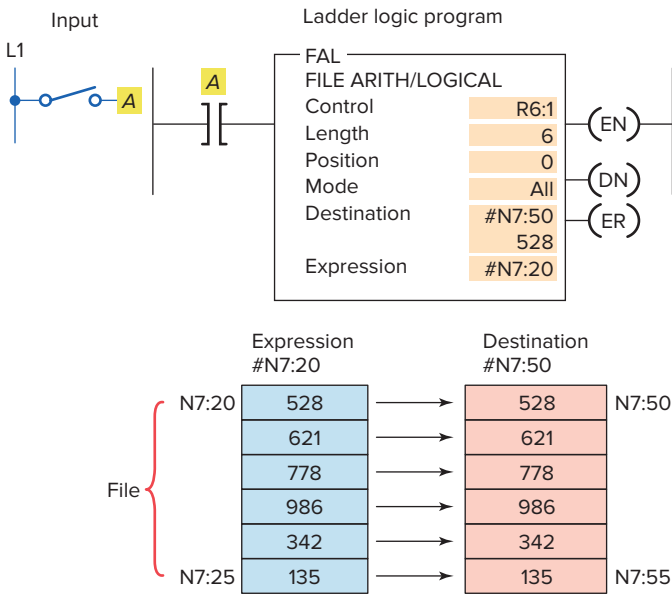 Input
Ladder logic program
L1
A
A
FAL
FILE ARITH/LOGICAL
Control R6:1
Length 6
Position 0
Mode All
Destination #N7:50
528
Expression #N7:20
EN
DN
ER
Expression
#N7:20
Destination
#N7:50
N7:20 528 528 N7:50
621 621
778 778
File
986 986
342 342
N7:25 135 135 N7:55